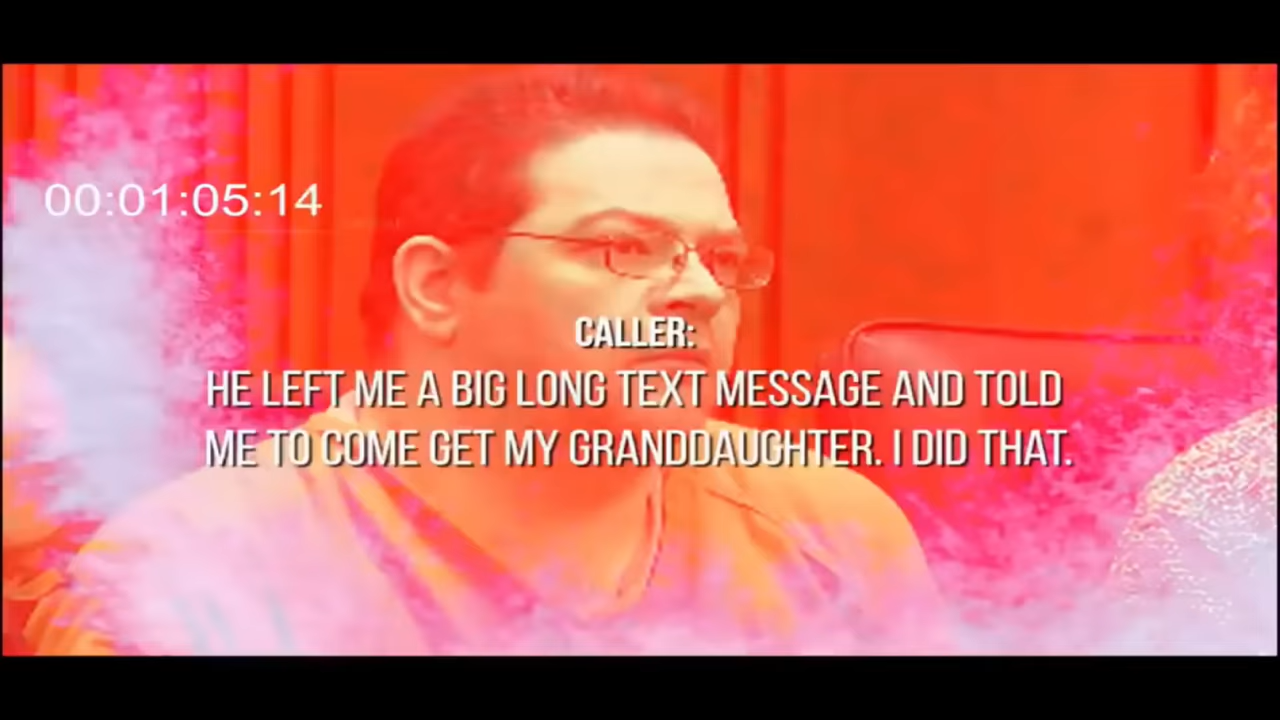 00:01:05:14
CALLER:
HE LEFT ME A BIG LONG TEXT MESSAGE AND TOLD
ME TO COME GET MY GRANDDAUGHTER. I DID THAT.